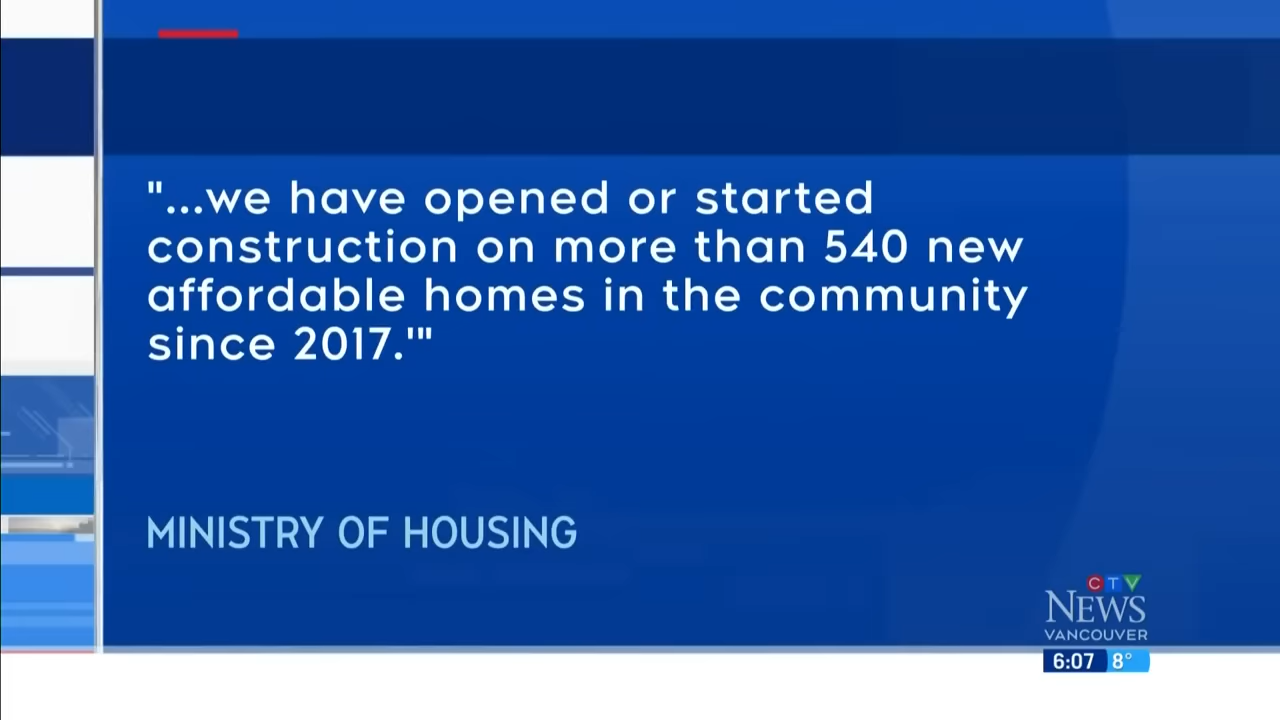 "...we have opened or started
construction on more than 540 new
affordable homes in the community
since 2017.'"
MINISTRY OF HOUSING
CTV
NEWS
VANCOUVER
6:07 8°